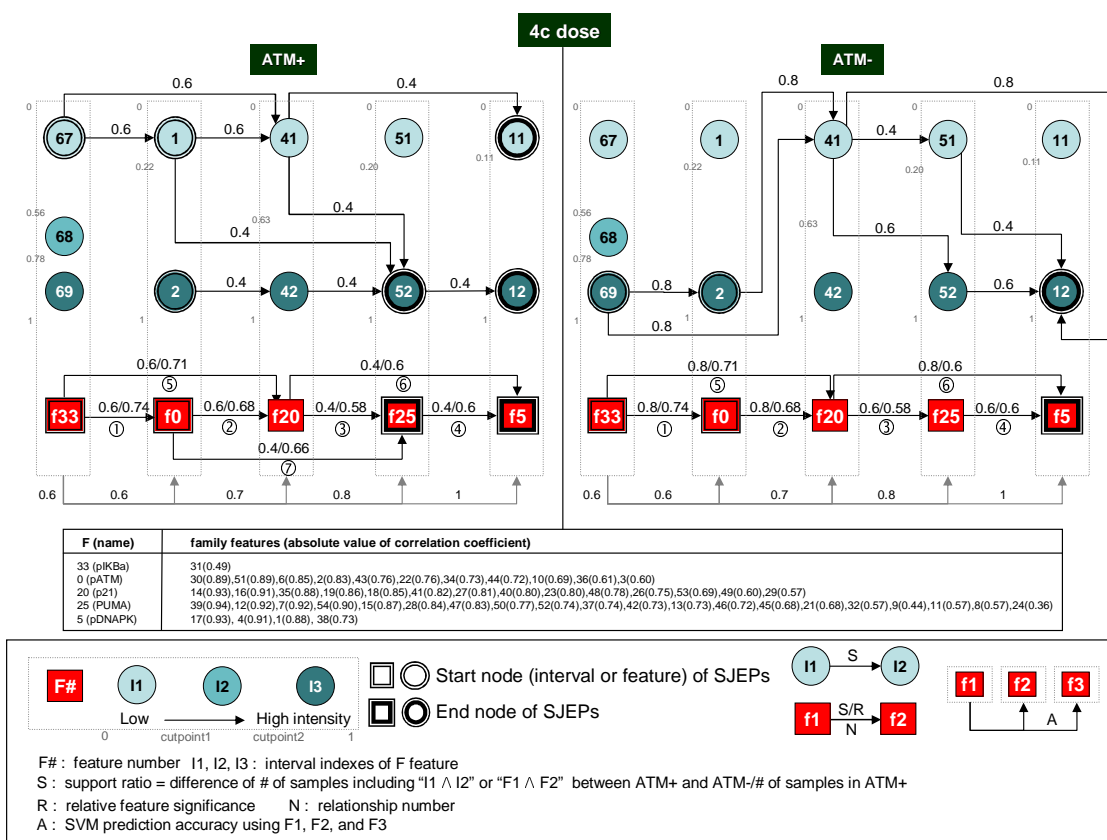 4c dose
ATM+
ATM-
0.6
0.4
0.8
0.8
0 0 0 0 0
0 0 0 0 0
67 0.6 1 0.6 41 51 11
67 1 41 0.4 51 11
0.22 0.20 0.11
0.22 0.20 0.11
0.56 0.63 0.4
0.56 0.63
68 0.4
68 0.6 0.4
0.78
0.78
69 2 0.4 42 0.4 52 0.4 12
69 0.8 2 42 52 0.6 12
0.8
1 1 1 1 1
1 1 1 1 1
0.6/0.71 0.4/0.6
⑤ ⑥
f33 0.6/0.74 f0 0.6/0.68 f20 0.4/0.58 f25 0.4/0.6 f5
① ② ③ ④
0.4/0.66
⑦
0.8/0.71 0.8/0.6
⑤ ⑥
f33 0.8/0.74 f0 0.8/0.68 f20 0.6/0.58 f25 0.6/0.6 f5
① ② ③ ④
0.6 0.6 0.7 0.8 1
0.6 0.6 0.7 0.8 1
F (name) family features (absolute value of correlation coefficient)
33 (pIKBa) 31(0.49)
0 (pATM) 30(0.89),51(0.89),6(0.85),2(0.83),43(0.76),22(0.76),34(0.73),44(0.72),10(0.69),36(0.61),3(0.60)
20 (p21) 14(0.93),16(0.91),35(0.88),19(0.86),18(0.85),41(0.82),27(0.81),40(0.80),23(0.80),48(0.78),26(0.75),53(0.69),49(0.60),29(0.57)
25 (PUMA) 39(0.94),12(0.92),7(0.92),54(0.90),15(0.87),28(0.84),47(0.83),50(0.77),52(0.74),37(0.74),42(0.73),13(0.73),46(0.72),45(0.68),21(0.68),32(0.57),9(0.44),11(0.57),8(0.57),24(0.36)
5 (pDNAPK) 17(0.93), 4(0.91),1(0.88), 38(0.73)
F# I1 I2 I3
Low High intensity
0 cutpoint1 cutpoint2 1
Start node (interval or feature) of SJEPs
End node of SJEPs
I1 S I2
f1 S/R f2
N
f1 f2 f3
A
F# : feature number I1, I2, I3 : interval indexes of F feature
S : support ratio = difference of # of samples including “I1 ∧ I2” or “F1 ∧ F2” between ATM+ and ATM-/# of samples in ATM+
R : relative feature significance N : relationship number
A : SVM prediction accuracy using F1, F2, and F3